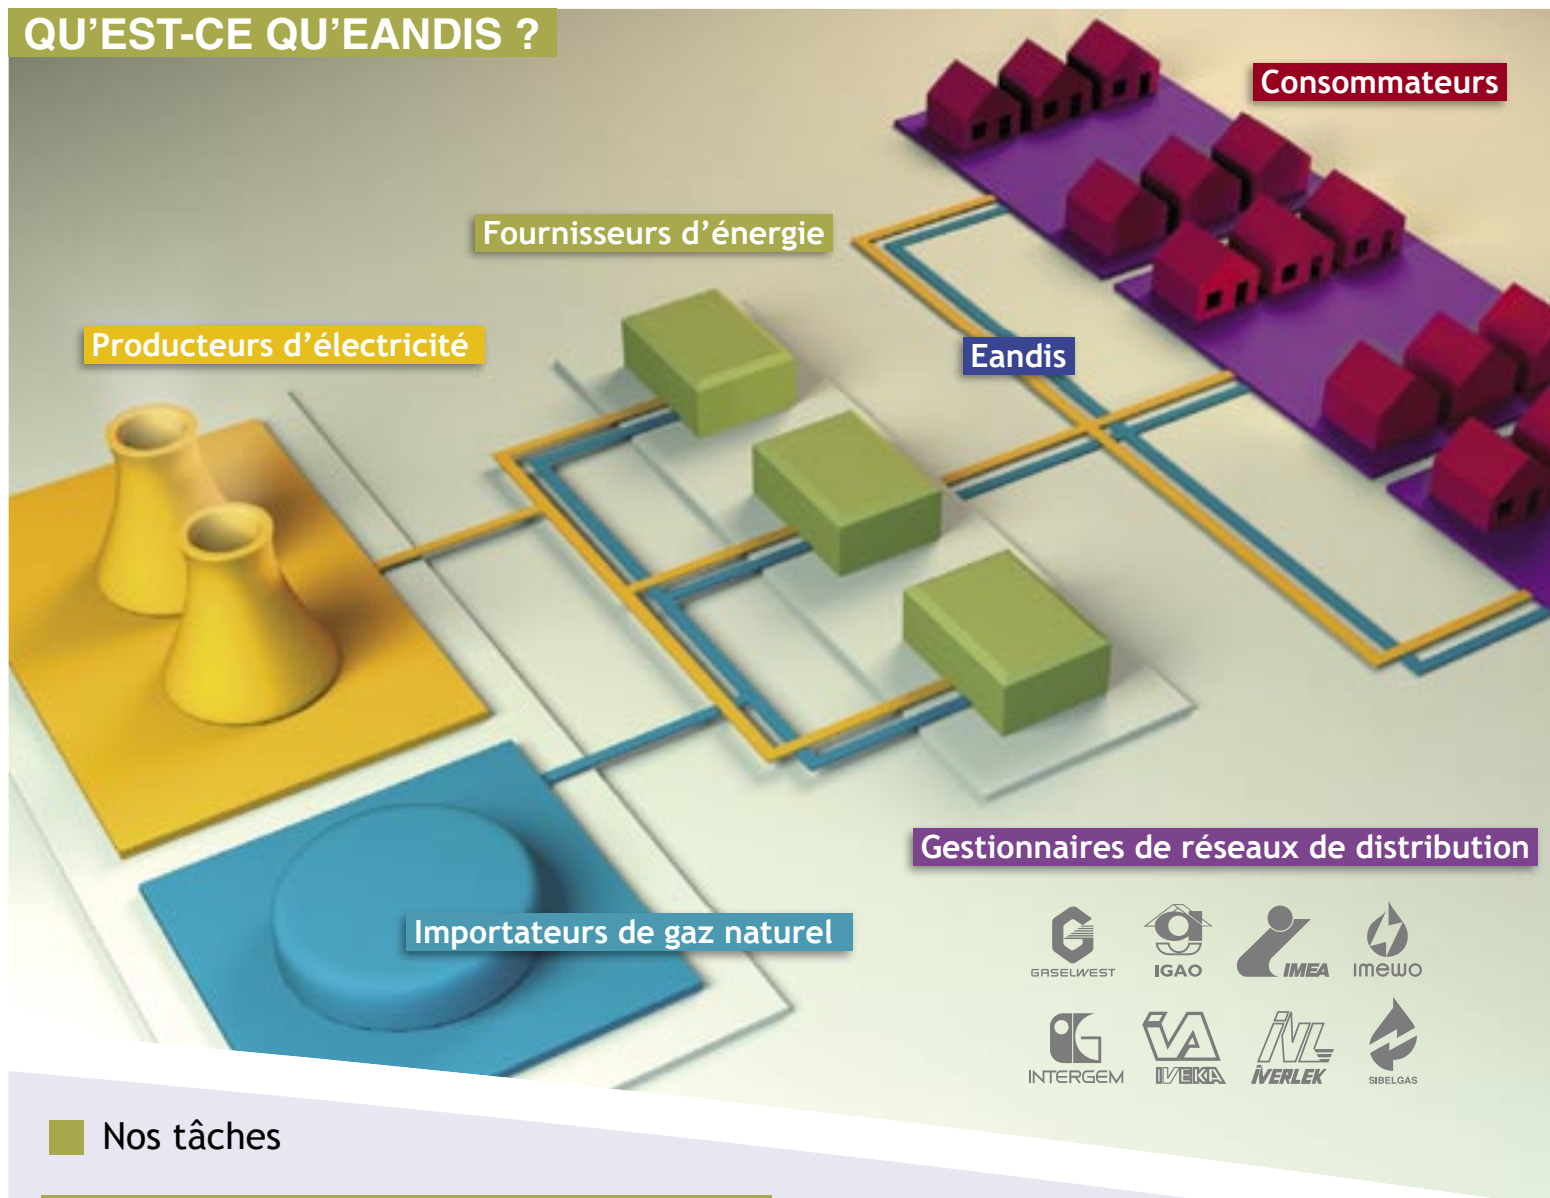 QU'EST-CE QU'EANDIS ?
Consommateurs
Fournisseurs d'énergie
Producteurs d'électricité
Eandis
Gestionnaires de réseaux de distribution
Importateurs de gaz naturel
GASELWEST
IGAO
IMEA
IMEWO
INTERGEM
IVEKA
IVERLEK
SIBELGAS
Nos tâches